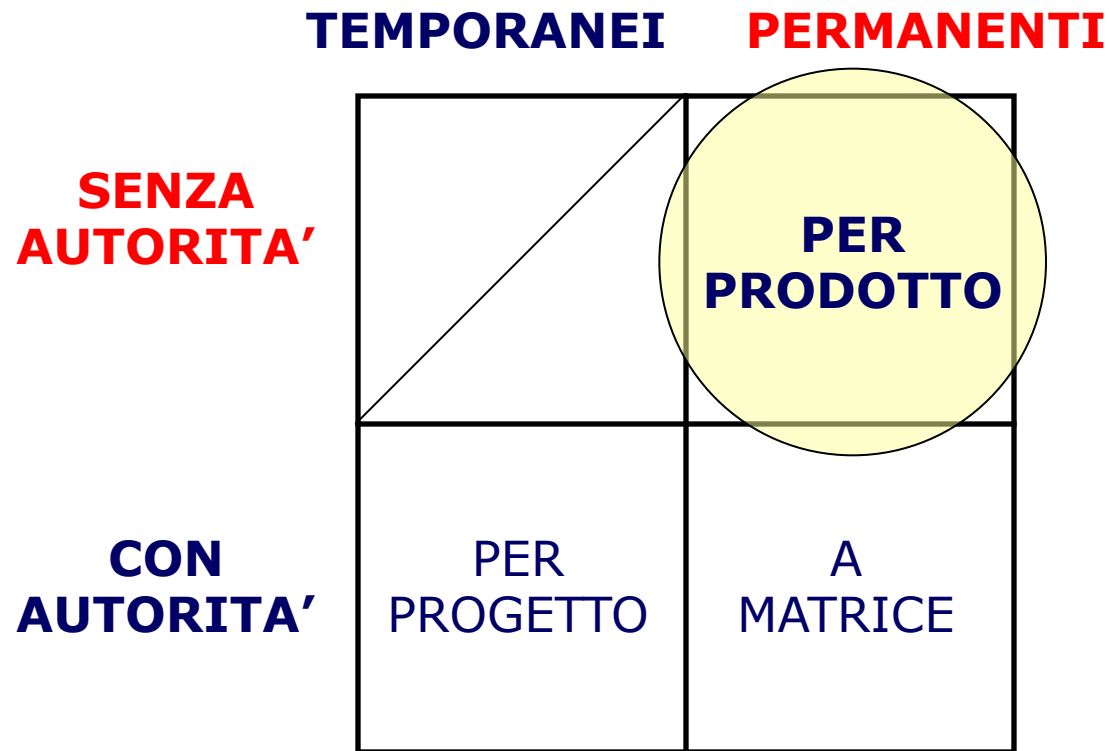 TEMPORANEI PERMANENTI
SENZA
AUTORITA’
PER
PRODOTTO
CON
AUTORITA’
PER
PROGETTO
A
MATRICE